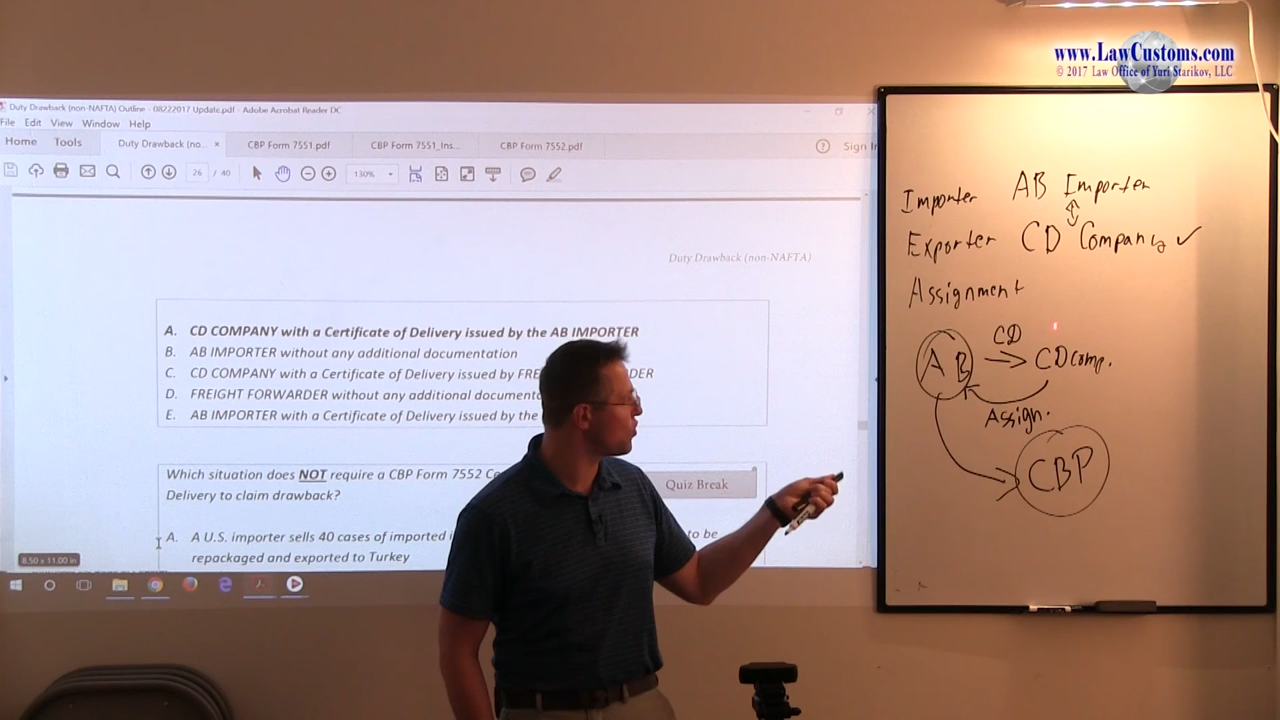 www.LawCustoms.com
© 2017 Law Office of Yuri Starikov, LLC
Duty Drawback (non-NAFTA) Outline - 08222017 Update.pdf - Adobe Acrobat Reader DC
File Edit View Window Help
Home Tools Duty Drawback (no... × CBP Form 7551.pdf CBP Form 7551_Ins... CBP Form 7552.pdf ? Sign In
26 / 40 130%
Duty Drawback (non-NAFTA)
A. CD COMPANY with a Certificate of Delivery issued by the AB IMPORTER
B. AB IMPORTER without any additional documentation
C. CD COMPANY with a Certificate of Delivery issued by FRE DER
D. FREIGHT FORWARDER without any additional documenta
E. AB IMPORTER with a Certificate of Delivery issued by the
Which situation does NOT require a CBP Form 7552 Ce
Delivery to claim drawback?
Quiz Break
A. A U.S. importer sells 40 cases of imported to be
repackaged and exported to Turkey
8.50 x 11.00 in
Importer AB Importer
Exporter CD Company ✓
Assignment
CD
AB CD comp.
Assign.
CBP